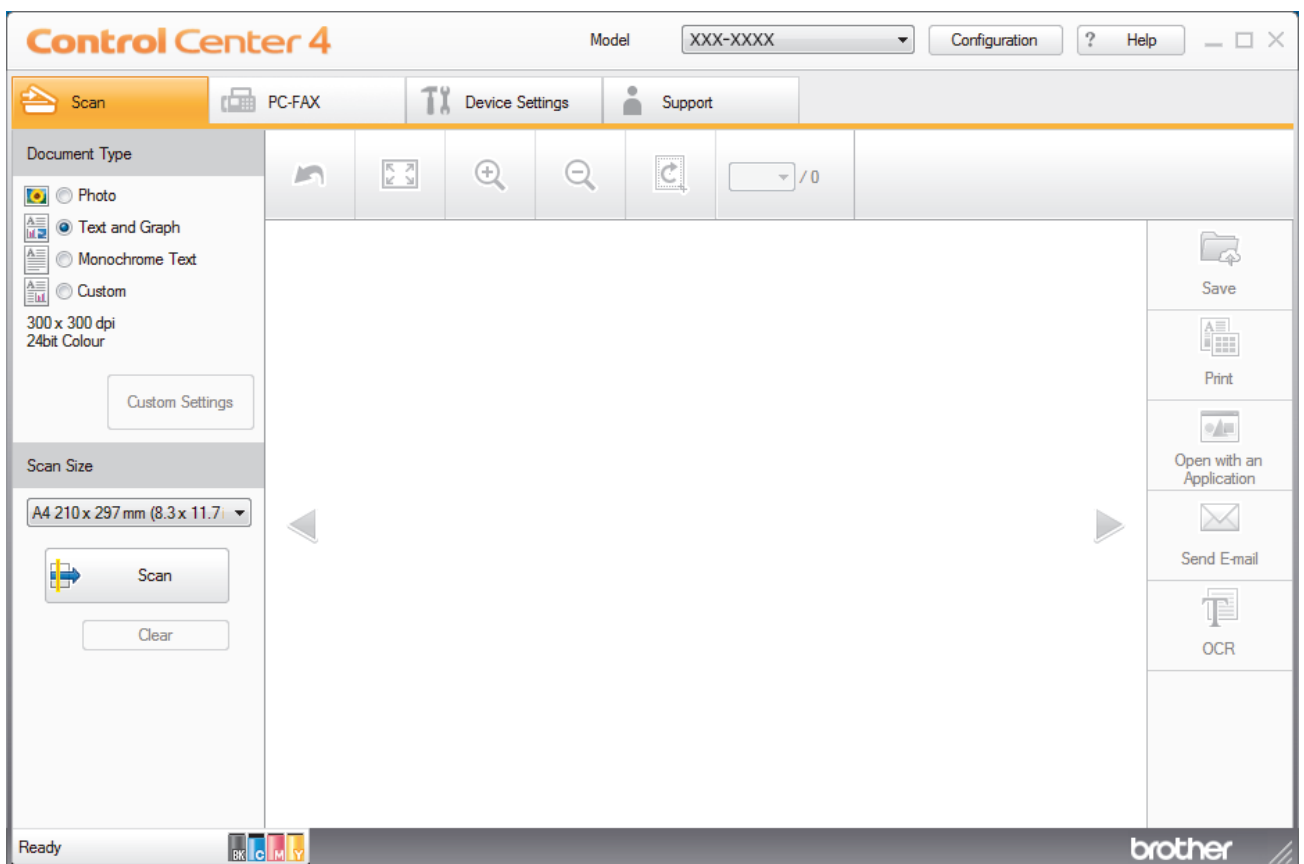 Control Center 4
Model XXX-XXXX Configuration ? Help
Scan PC-FAX Device Settings Support
Document Type
Photo
Text and Graph
Monochrome Text
Custom
300 x 300 dpi
24bit Colour
Custom Settings
Scan Size
A4 210 x 297 mm (8.3 x 11.7
Scan
Clear
/ 0
Save
Print
Open with an
Application
Send E-mail
OCR
Ready
BK C M Y
brother